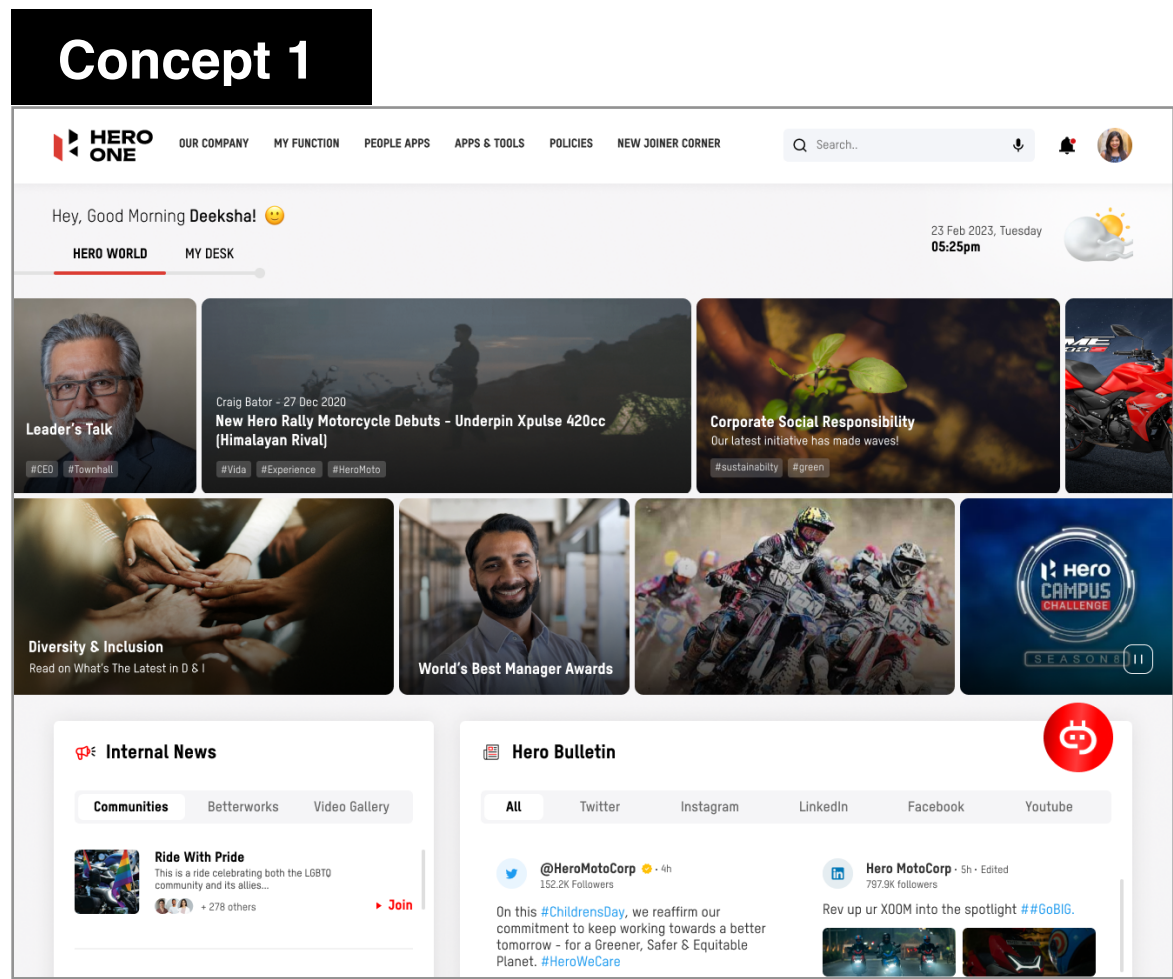 Concept 1
HERO
ONE
OUR COMPANY
MY FUNCTION
PEOPLE APPS
APPS & TOOLS
POLICIES
NEW JOINER CORNER
Search..
Hey, Good Morning Deeksha!
23 Feb 2023, Tuesday
05:25pm
HERO WORLD
MY DESK
Leader's Talk
#CEO #Townhall
Craig Bator - 27 Dec 2020
New Hero Rally Motorcycle Debuts - Underpin Xpulse 420cc
(Himalayan Rival)
#Vida #Experience #HeroMoto
Corporate Social Responsibility
Our latest initiative has made waves!
#sustainabilty #green
Diversity & Inclusion
Read on What's The Latest in D & I
World's Best Manager Awards
Hero
CAMPUS
CHALLENGE
SEASON8
Internal News
Communities
Betterworks
Video Gallery
Ride With Pride
This is a ride celebrating both the LGBTQ
community and its allies...
+ 278 others
Join
Hero Bulletin
All
Twitter
Instagram
LinkedIn
Facebook
Youtube
@HeroMotoCorp • 4h
152.2K Followers
On this #ChildrensDay, we reaffirm our
commitment to keep working towards a better
tomorrow - for a Greener, Safer & Equitable
Planet. #HeroWeCare
in
Hero MotoCorp • 5h • Edited
797.9K followers
Rev up ur XOOM into the spotlight ##GoBIG.